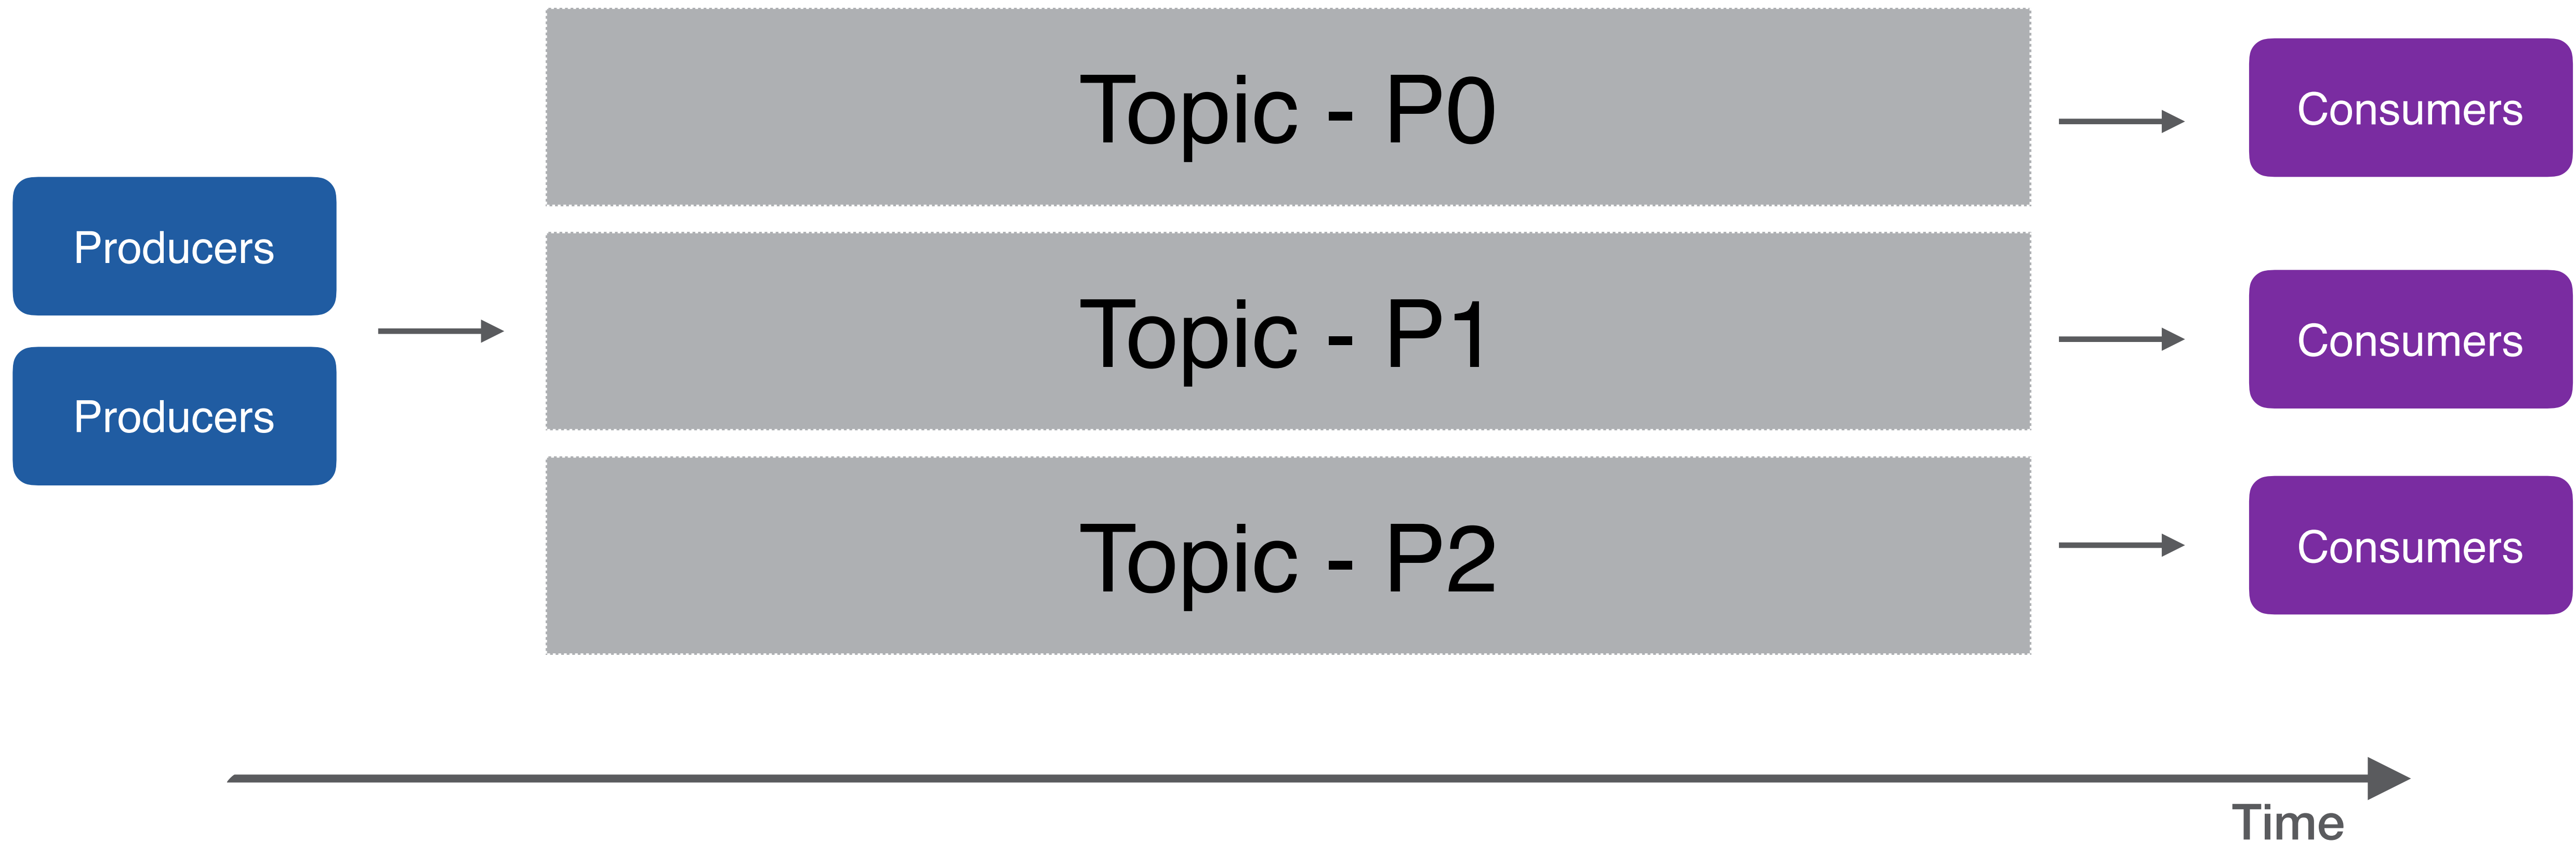 Producers
Producers
Topic - P0
Topic - P1
Topic - P2
Consumers
Consumers
Consumers
Time